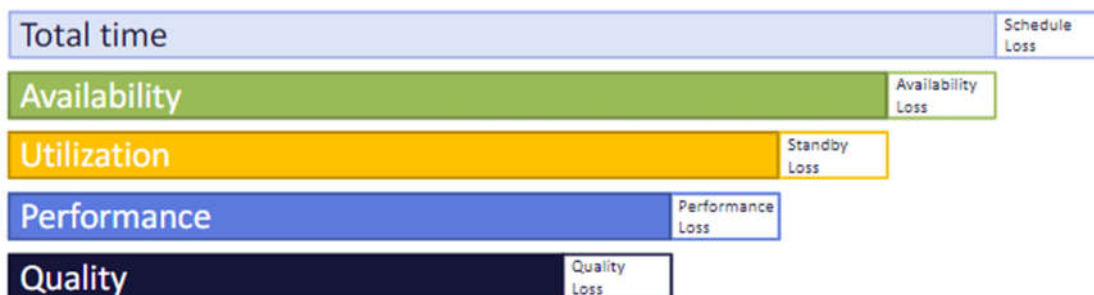 Total time
Schedule
Loss
Availability
Availability
Loss
Utilization
Standby
Loss
Performance
Performance
Loss
Quality
Quality
Loss